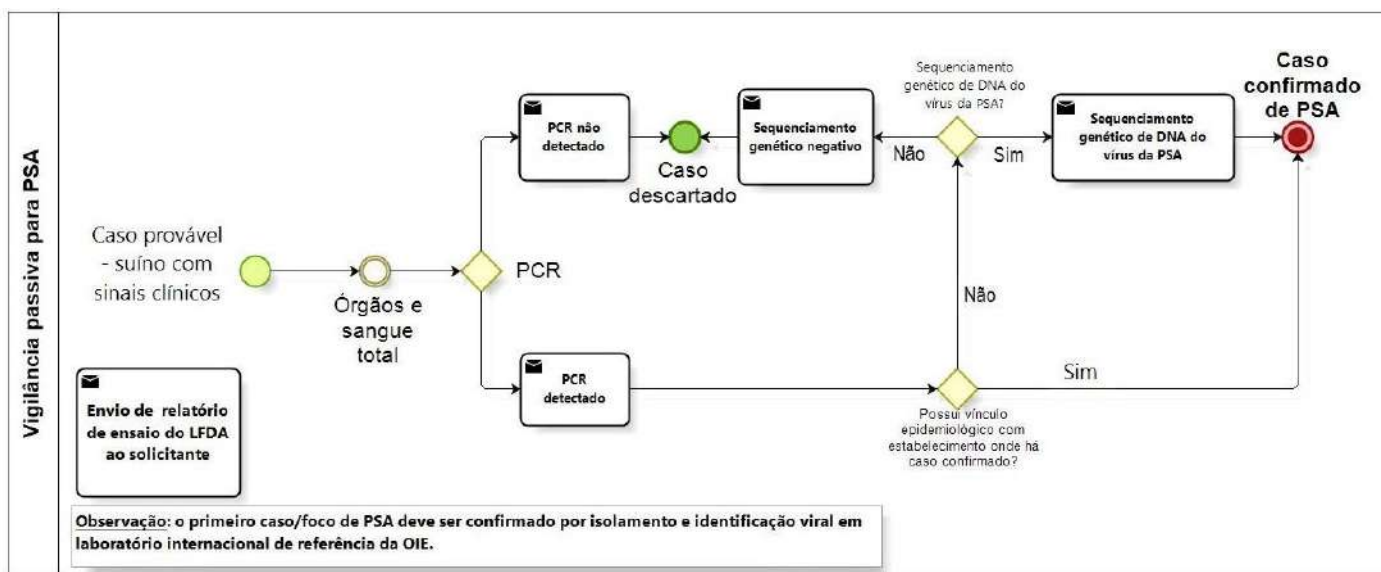 Vigilância passiva para PSA
Caso provável
- suíno com
sinais clínicos
Órgãos e
sangue
total
PCR
PCR não
detectado
Caso
descartado
Sequenciamento
genético negativo
Não
Sequenciamento
genético de DNA do
vírus da PSA?
Sim
Sequenciamento
genético de DNA do
vírus da PSA
Caso
confirmado
de PSA
PCR
detectado
Não
Sim
Possui vínculo
epidemiológico com
estabelecimento onde há
caso confirmado?
Envio de relatório
de ensaio do LFDA
ao solicitante
Observação: o primeiro caso/foco de PSA deve ser confirmado por isolamento e identificação viral em
laboratório internacional de referência da OIE.